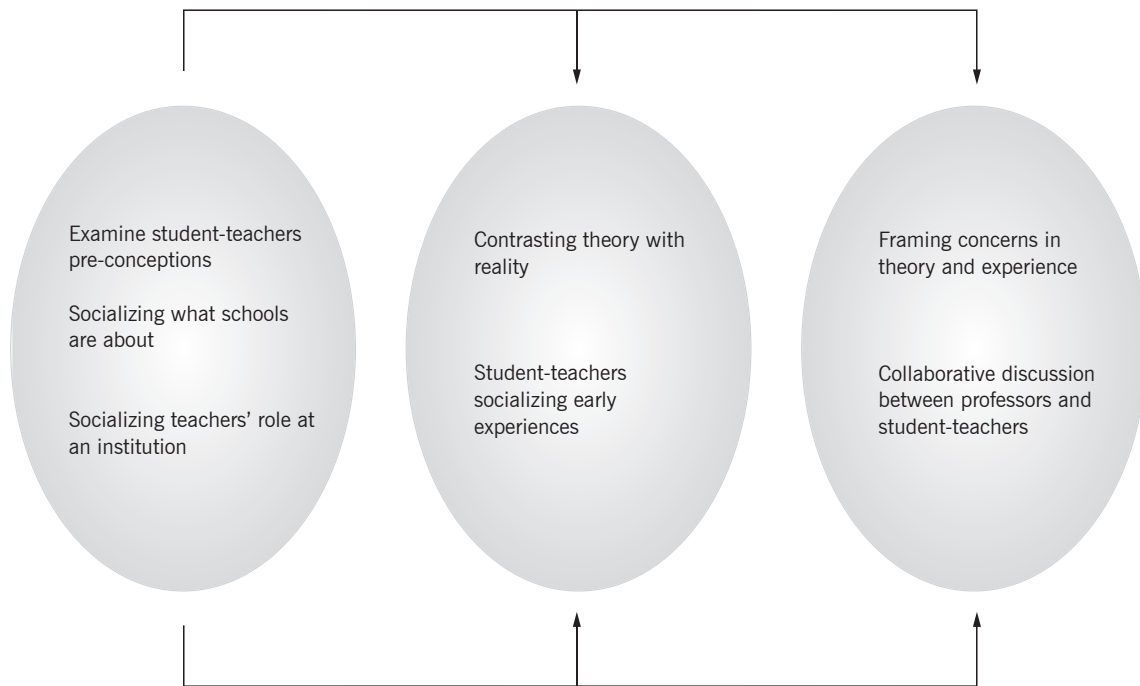 Examine student-teachers
pre-conceptions
Socializing what schools
are about
Socializing teachers’ role at
an institution
Contrasting theory with
reality
Student-teachers
socializing early
experiences
Framing concerns in
theory and experience
Collaborative discussion
between professors and
student-teachers